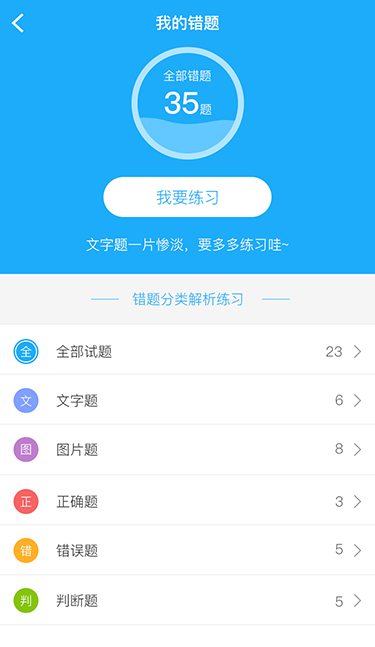 我的错题
全部错题
35题
我要练习
文字题一片惨淡，要多多练习哇~
错题分类解析练习
全 全部试题 23
文 文字题 6
图 图片题 8
正 正确题 3
错 错误题 5
判 判断题 5